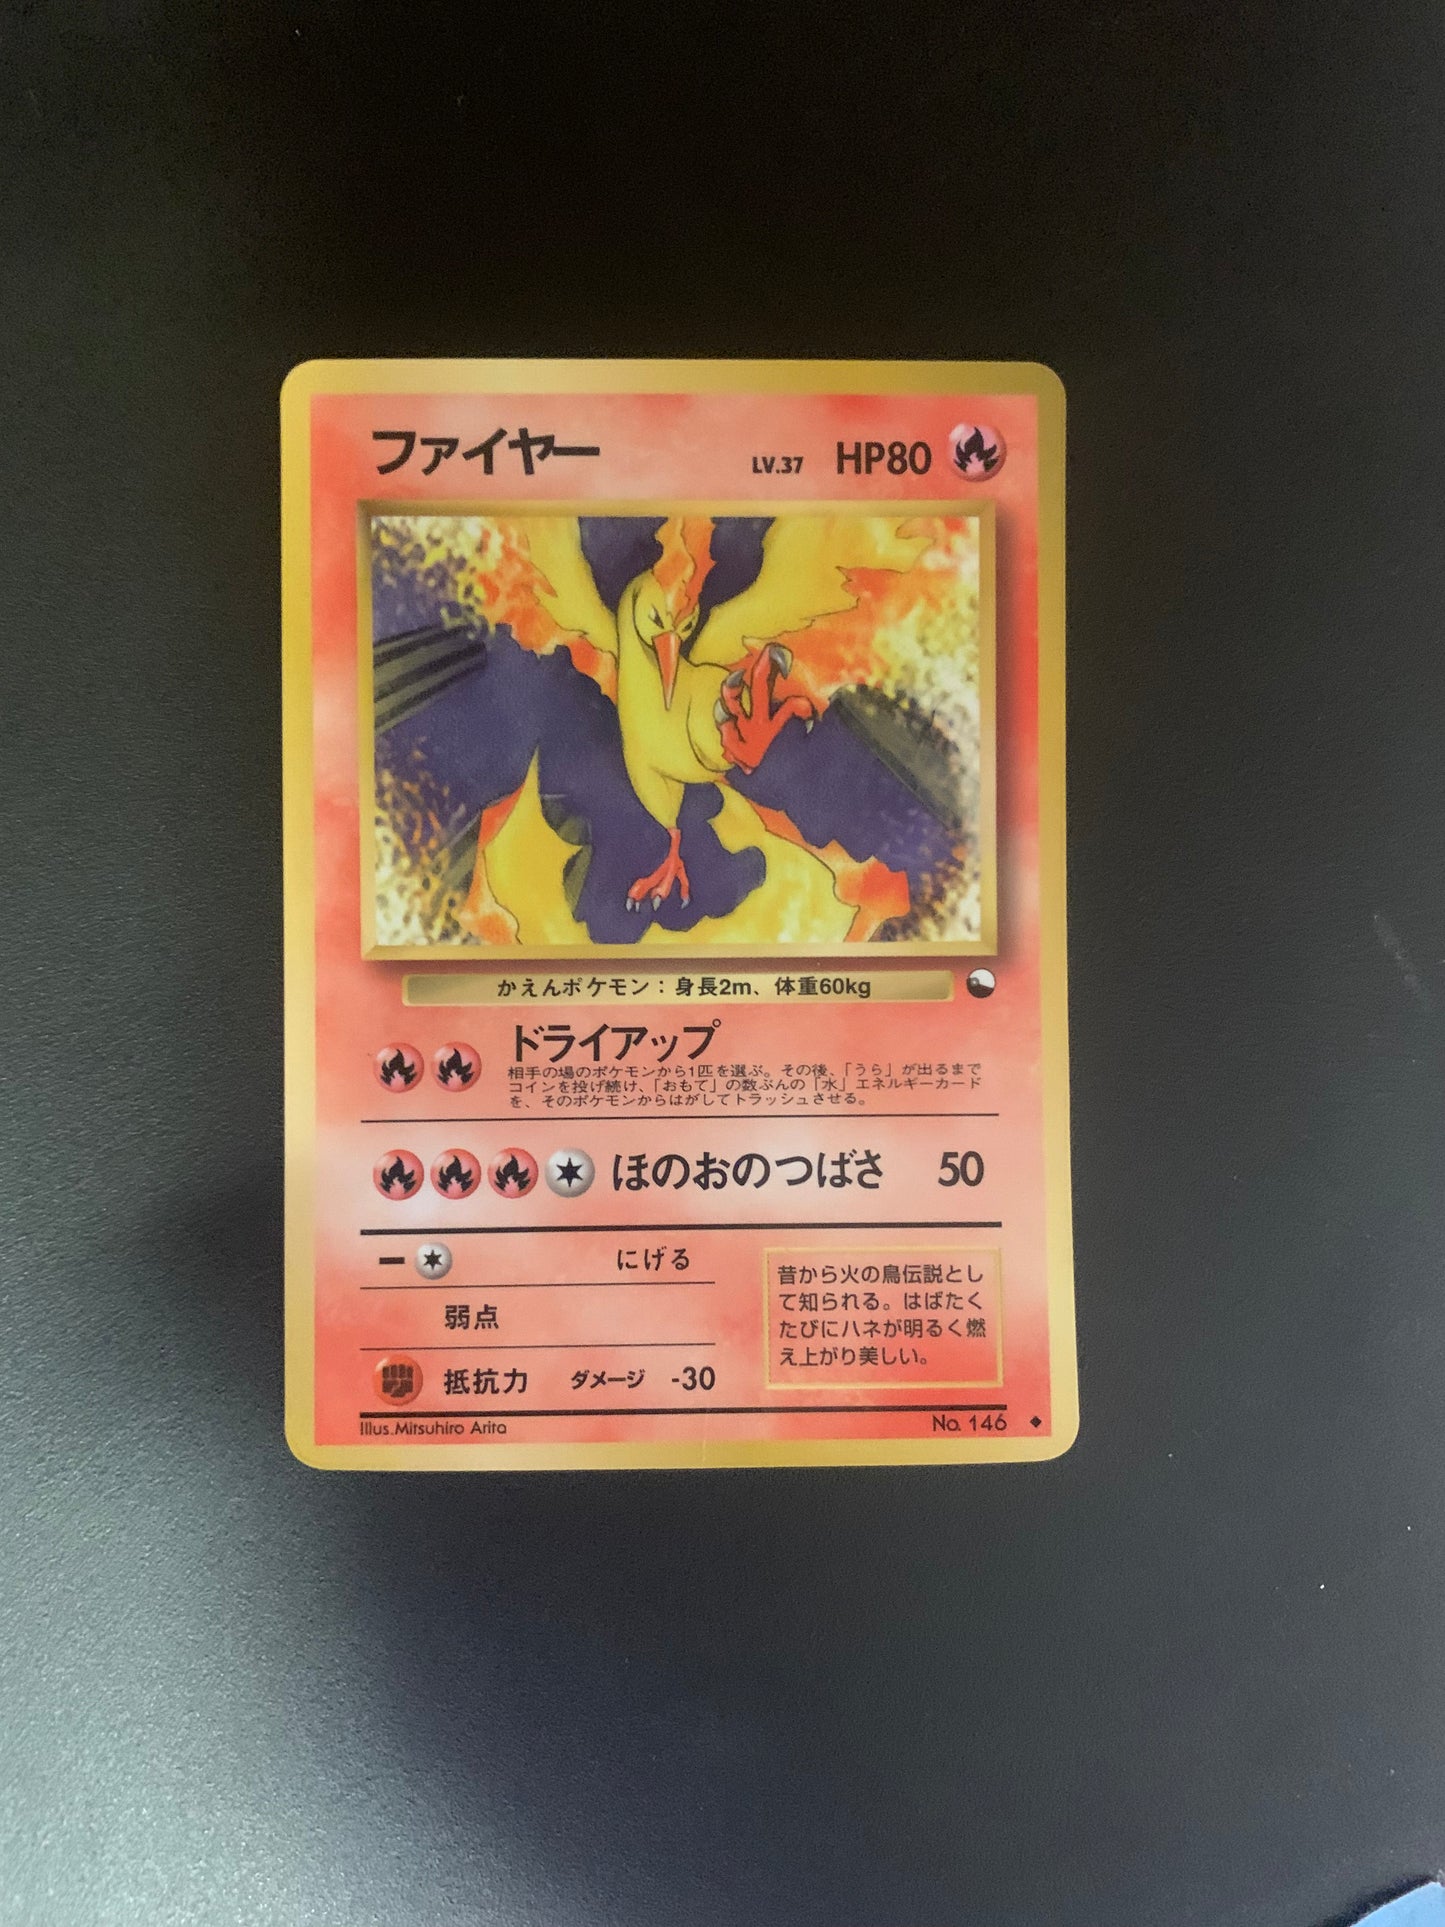 ファイヤー LV.37 HP80
かえんポケモン：身長2m、体重60kg
ドライアップ
相手の場のポケモンから1匹を選ぶ。その後、「うら」が出るまで
コインを投げ続け、「おもて」の数ぶんの「水」エネルギーカード
を、そのポケモンからはがしてトラッシュさせる。
ほのおのつばさ 50
にげる
弱点
抵抗力 ダメージ -30
昔から火の鳥伝説とし
て知られる。はばたく
たびにハネが明るく燃
え上がり美しい。
Illus.Mitsuhiro Arita No. 146 ◆